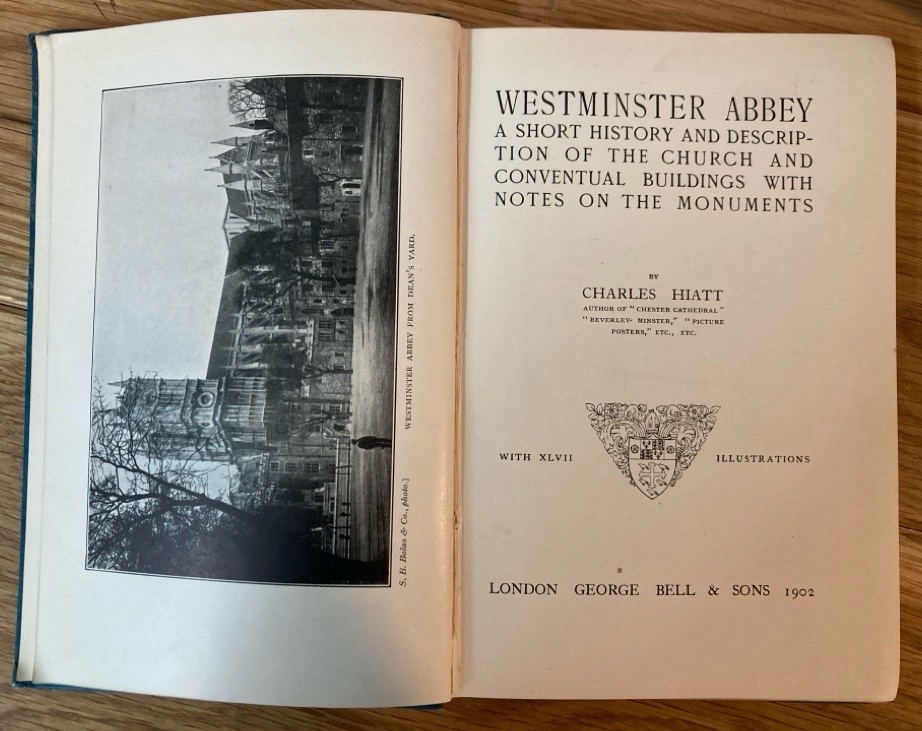 WESTMINSTER ABBEY FROM DEAN'S YARD.
S. B. Bolas & Co., photo.]
WESTMINSTER ABBEY
A SHORT HISTORY AND DESCRIP-
TION OF THE CHURCH AND
CONVENTUAL BUILDINGS WITH
NOTES ON THE MONUMENTS
BY
CHARLES HIATT
AUTHOR OF "CHESTER CATHEDRAL"
"BEVERLEY MINSTER," "PICTURE
POSTERS," ETC., ETC.
WITH XLVII ILLUSTRATIONS
LONDON GEORGE BELL & SONS 1902